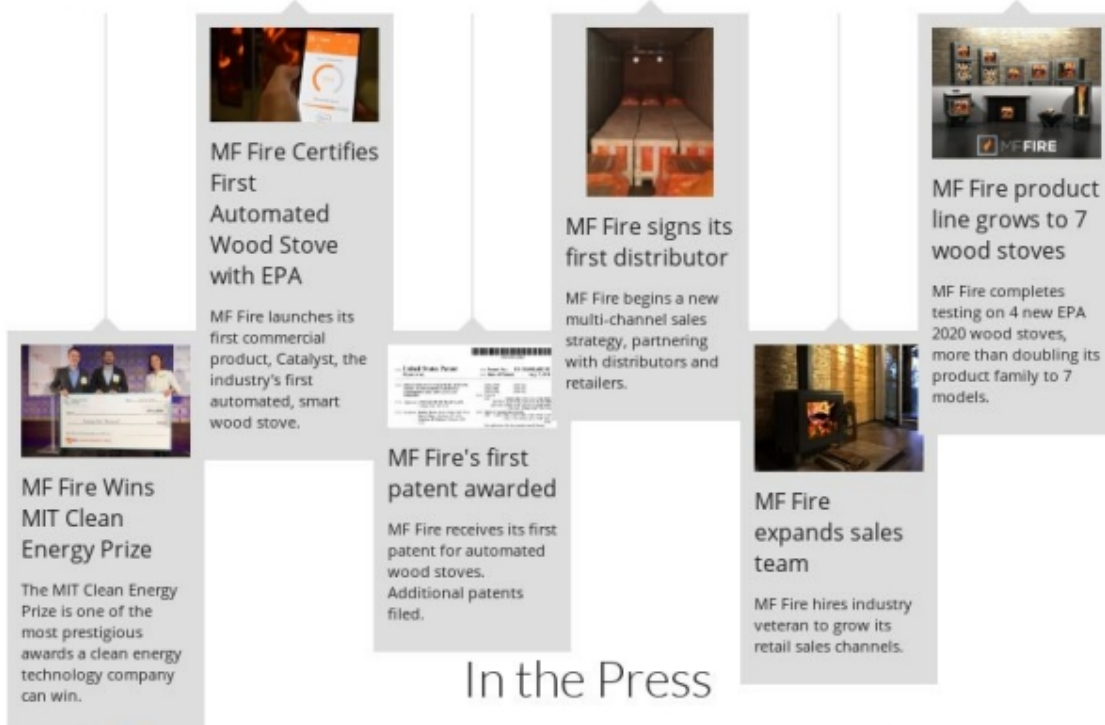 MF Fire Wins
MIT Clean
Energy Prize
The MIT Clean Energy
Prize is one of the
most prestigious
awards a clean energy
technology company
can win.
MF Fire Certifies
First
Automated
Wood Stove
with EPA
MF Fire launches its
first commercial
product, Catalyst, the
industry's first
automated, smart
wood stove.
United States Patent
MF Fire's first
patent awarded
MF Fire receives its first
patent for automated
wood stoves.
Additional patents
filed.
MF Fire signs its
first distributor
MF Fire begins a new
multi-channel sales
strategy, partnering
with distributors and
retailers.
MF Fire
expands sales
team
MF Fire hires industry
veteran to grow its
retail sales channels.
MF FIRE
MF Fire product
line grows to 7
wood stoves
MF Fire completes
testing on 4 new EPA
2020 wood stoves,
more than doubling its
product family to 7
models.
In the Press